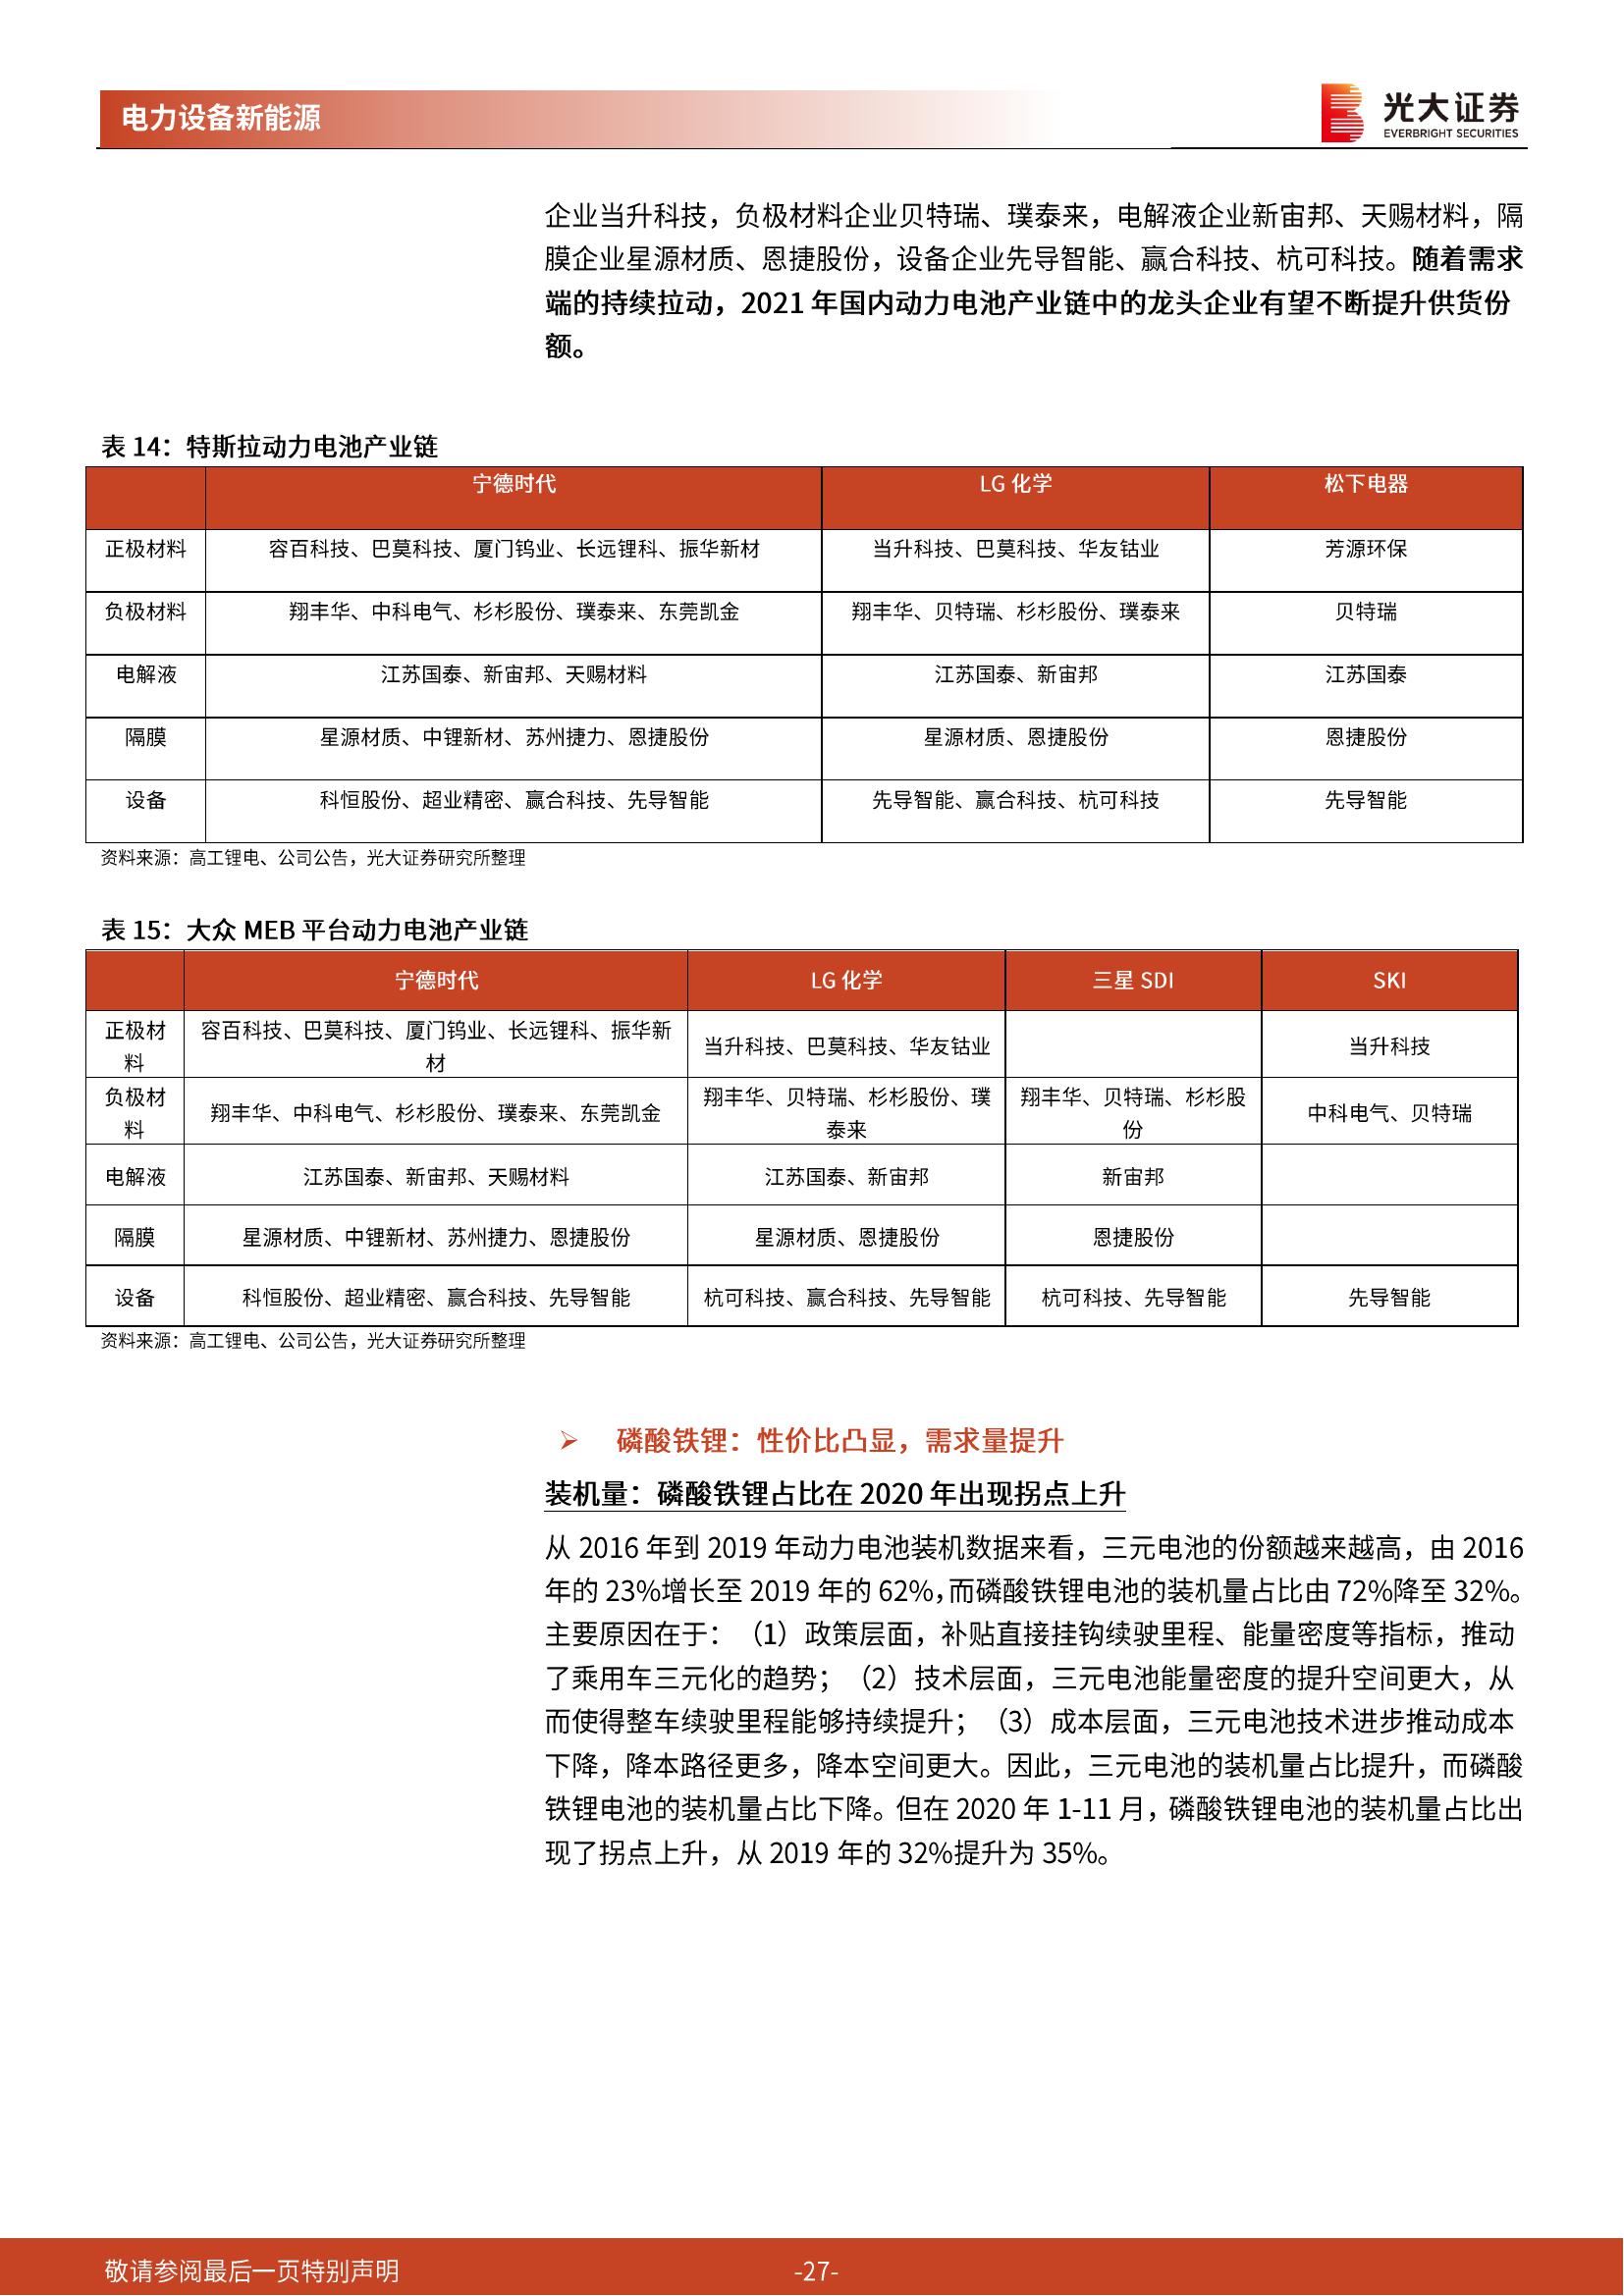 电力设备新能源
光大证券
EVERBRIGHT SECURITIES
企业当升科技，负极材料企业贝特瑞、璞泰来，电解液企业新宙邦、天赐材料，隔
膜企业星源材质、恩捷股份，设备企业先导智能、赢合科技、杭可科技。随着需求
端的持续拉动，2021 年国内动力电池产业链中的龙头企业有望不断提升供货份
额。
表 14：特斯拉动力电池产业链
宁德时代 LG 化学 松下电器
正极材料 容百科技、巴莫科技、厦门钨业、长远锂科、振华新材 当升科技、巴莫科技、华友钴业 芳源环保
负极材料 翔丰华、中科电气、杉杉股份、璞泰来、东莞凯金 翔丰华、贝特瑞、杉杉股份、璞泰来 贝特瑞
电解液 江苏国泰、新宙邦、天赐材料 江苏国泰、新宙邦 江苏国泰
隔膜 星源材质、中锂新材、苏州捷力、恩捷股份 星源材质、恩捷股份 恩捷股份
设备 科恒股份、超业精密、赢合科技、先导智能 先导智能、赢合科技、杭可科技 先导智能
资料来源：高工锂电、公司公告，光大证券研究所整理
表 15：大众 MEB 平台动力电池产业链
宁德时代 LG 化学 三星 SDI SKI
正极材
料
容百科技、巴莫科技、厦门钨业、长远锂科、振华新
材
当升科技、巴莫科技、华友钴业 当升科技
负极材
料
翔丰华、中科电气、杉杉股份、璞泰来、东莞凯金
翔丰华、贝特瑞、杉杉股份、璞
泰来
翔丰华、贝特瑞、杉杉股
份
中科电气、贝特瑞
电解液 江苏国泰、新宙邦、天赐材料 江苏国泰、新宙邦 新宙邦
隔膜 星源材质、中锂新材、苏州捷力、恩捷股份 星源材质、恩捷股份 恩捷股份
设备 科恒股份、超业精密、赢合科技、先导智能 杭可科技、赢合科技、先导智能 杭可科技、先导智能 先导智能
资料来源：高工锂电、公司公告，光大证券研究所整理
➢ 磷酸铁锂：性价比凸显，需求量提升
装机量：磷酸铁锂占比在 2020 年出现拐点上升
从 2016 年到 2019 年动力电池装机数据来看，三元电池的份额越来越高，由 2016
年的 23%增长至 2019 年的 62%，而磷酸铁锂电池的装机量占比由 72%降至 32%。
主要原因在于：（1）政策层面，补贴直接挂钩续驶里程、能量密度等指标，推动
了乘用车三元化的趋势；（2）技术层面，三元电池能量密度的提升空间更大，从
而使得整车续驶里程能够持续提升；（3）成本层面，三元电池技术进步推动成本
下降，降本路径更多，降本空间更大。因此，三元电池的装机量占比提升，而磷酸
铁锂电池的装机量占比下降。但在 2020 年 1-11 月，磷酸铁锂电池的装机量占比出
现了拐点上升，从 2019 年的 32%提升为 35%。
敬请参阅最后一页特别声明
-27-